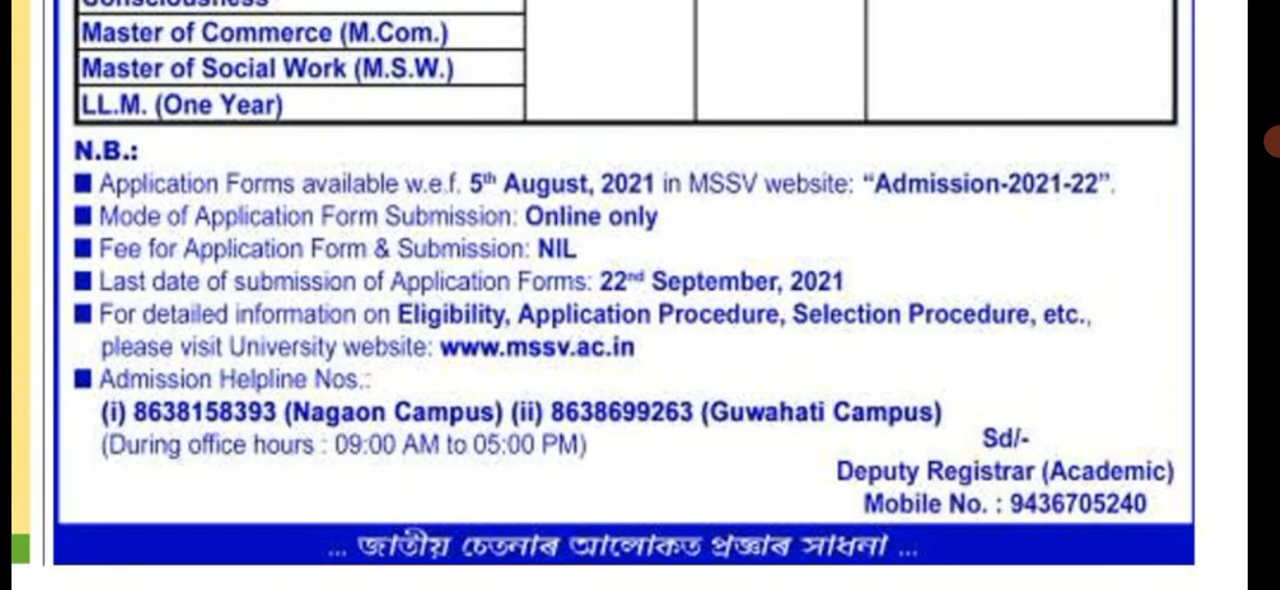 Consciousness
Master of Commerce (M.Com.)
Master of Social Work (M.S.W.)
LL.M. (One Year)
N.B.:
■ Application Forms available w.e.f. 5th August, 2021 in MSSV website: “Admission-2021-22”.
■ Mode of Application Form Submission: Online only
■ Fee for Application Form & Submission: NIL
■ Last date of submission of Application Forms: 22nd September, 2021
■ For detailed information on Eligibility, Application Procedure, Selection Procedure, etc.,
please visit University website: www.mssv.ac.in
■ Admission Helpline Nos.:
(i) 8638158393 (Nagaon Campus) (ii) 8638699263 (Guwahati Campus)
(During office hours : 09:00 AM to 05:00 PM)
Sd/-
Deputy Registrar (Academic)
Mobile No. : 9436705240
... জাতীয় চেতনাৰ আলোকত প্ৰজ্ঞাৰ সাধনা ...